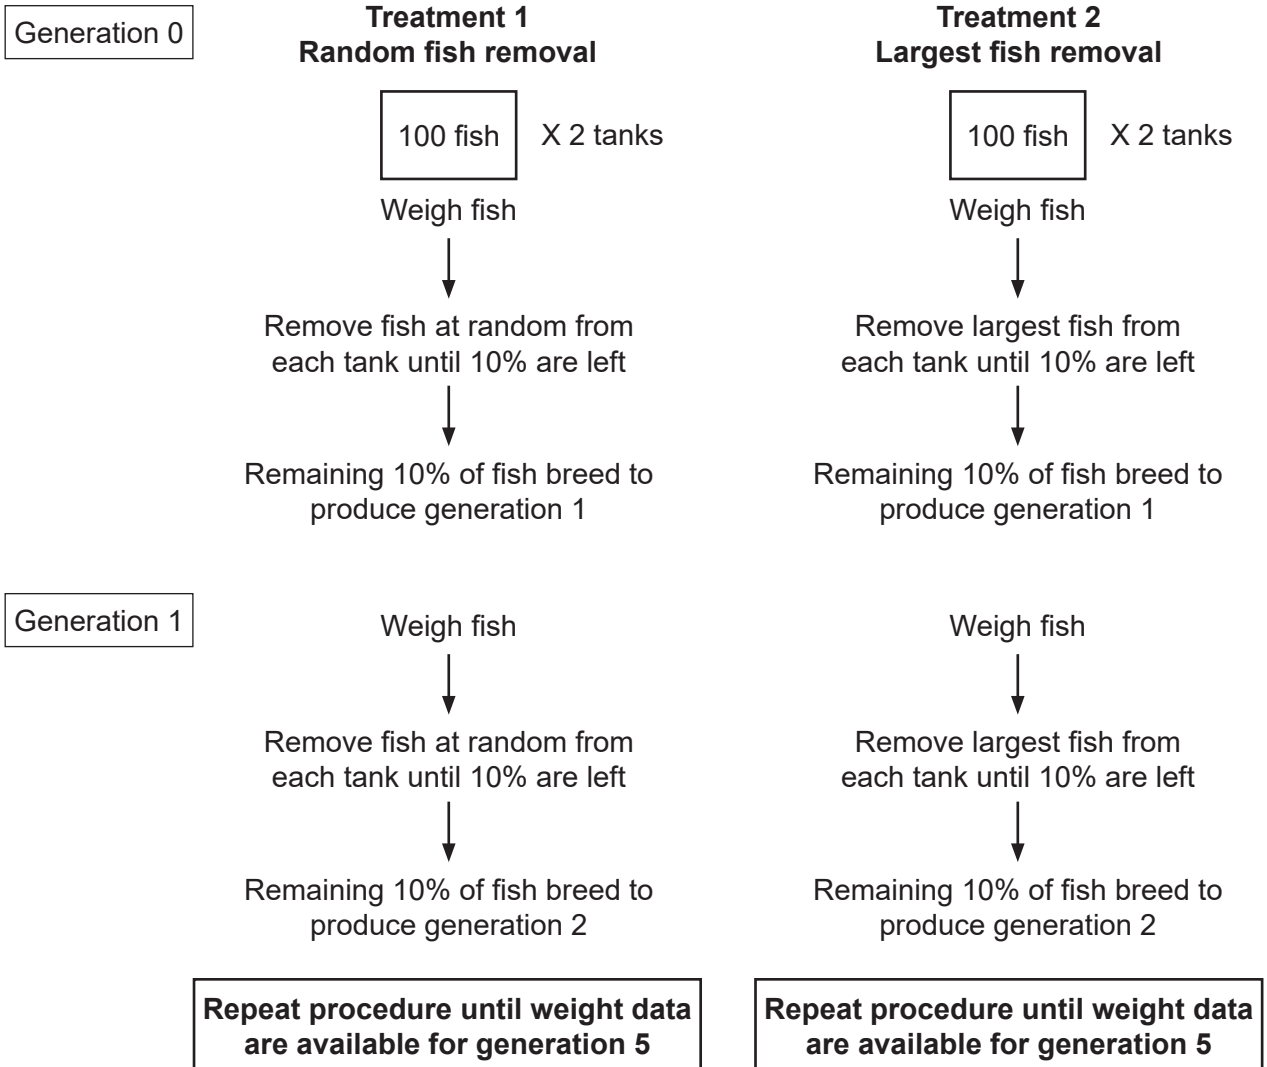 Generation 0
Treatment 1
Random fish removal
100 fish X 2 tanks
Weigh fish
Remove fish at random from
each tank until 10% are left
Remaining 10% of fish breed to
produce generation 1
Treatment 2
Largest fish removal
100 fish X 2 tanks
Weigh fish
Remove largest fish from
each tank until 10% are left
Remaining 10% of fish breed to
produce generation 1
Generation 1
Weigh fish
Remove fish at random from
each tank until 10% are left
Remaining 10% of fish breed to
produce generation 2
Repeat procedure until weight data
are available for generation 5
Weigh fish
Remove largest fish from
each tank until 10% are left
Remaining 10% of fish breed to
produce generation 2
Repeat procedure until weight data
are available for generation 5